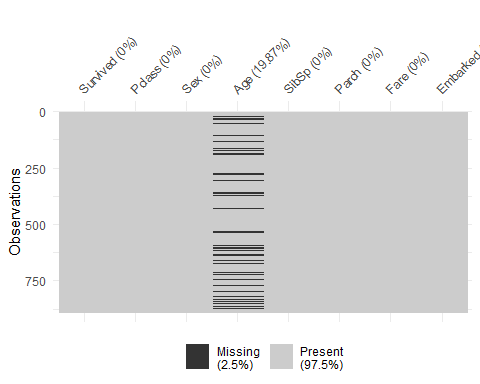 Survived (0%)
Pclass (0%)
Sex (0%)
Age (19.87%)
SibSp (0%)
Parch (0%)
Fare (0%)
Embarked
0
250
500
750
Observations
Missing
(2.5%)
Present
(97.5%)